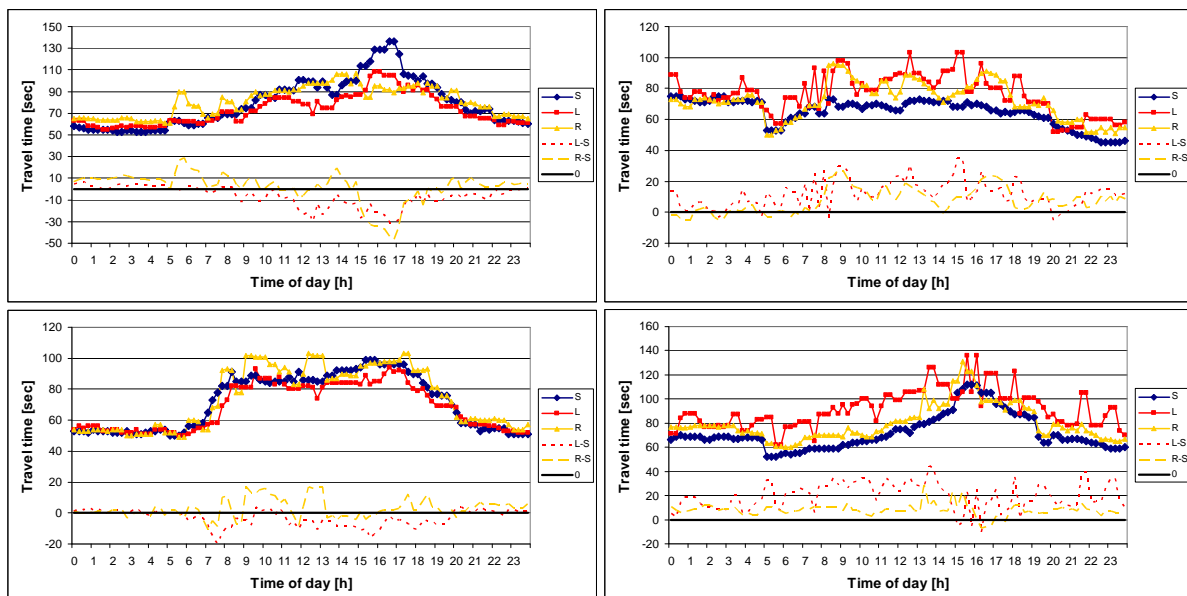 150
130
110
90
70
50
30
10
-10
-30
-50
Travel time [sec]
0 1 2 3 4 5 6 7 8 9 10 11 12 13 14 15 16 17 18 19 20 21 22 23
Time of day [h]
S
L
R
L-S
R-S
0
120
100
80
60
40
20
0
-20
Travel time [sec]
0 1 2 3 4 5 6 7 8 9 10 11 12 13 14 15 16 17 18 19 20 21 22 23
Time of day [h]
S
L
R
L-S
R-S
0
120
100
80
60
40
20
0
-20
Travel time [sec]
0 1 2 3 4 5 6 7 8 9 10 11 12 13 14 15 16 17 18 19 20 21 22 23
Time of day [h]
S
L
R
L-S
R-S
0
160
140
120
100
80
60
40
20
0
-20
Travel time [sec]
0 1 2 3 4 5 6 7 8 9 10 11 12 13 14 15 16 17 18 19 20 21 22 23
Time of day [h]
S
L
R
L-S
R-S
0